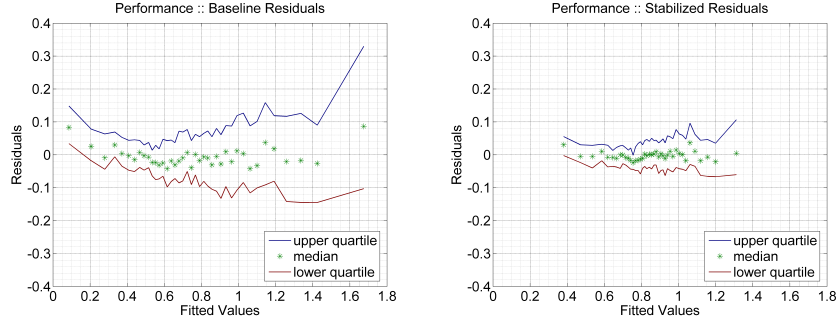 Performance :: Baseline Residuals
0.4
0.3
0.2
0.1
0
-0.1
-0.2
-0.3
-0.4
Residuals
upper quartile
median
lower quartile
0 0.2 0.4 0.6 0.8 1 1.2 1.4 1.6 1.8
Fitted Values
Performance :: Stabilized Residuals
0.4
0.3
0.2
0.1
0
-0.1
-0.2
-0.3
-0.4
Residuals
upper quartile
median
lower quartile
0 0.2 0.4 0.6 0.8 1 1.2 1.4 1.6 1.8
Fitted Values